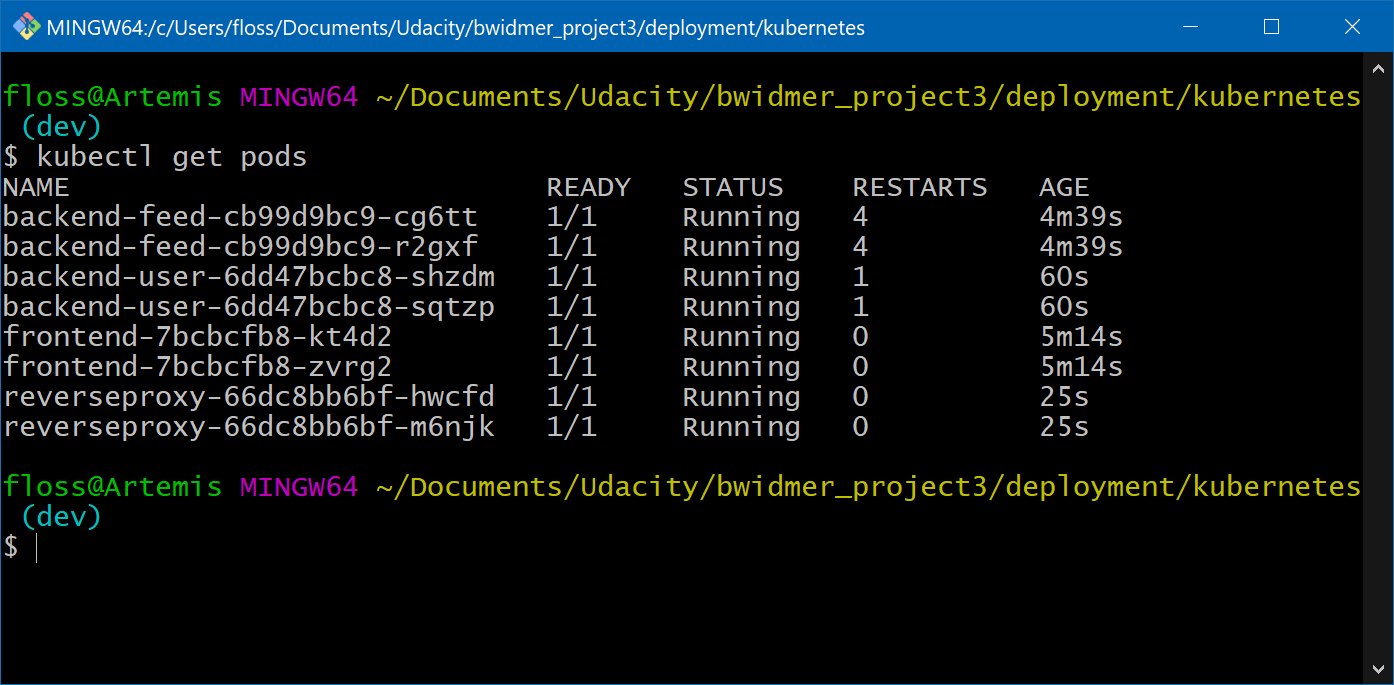 MINGW64:/c/Users/floss/Documents/Udacity/bwidmer_project3/deployment/kubernetes
floss@Artemis MINGW64 ~/Documents/Udacity/bwidmer_project3/deployment/kubernetes
(dev)
$ kubectl get pods
NAME READY STATUS RESTARTS AGE
backend-feed-cb99d9bc9-cg6tt 1/1 Running 4 4m39s
backend-feed-cb99d9bc9-r2gxf 1/1 Running 4 4m39s
backend-user-6dd47bcbc8-shzdm 1/1 Running 1 60s
backend-user-6dd47bcbc8-sqtzp 1/1 Running 1 60s
frontend-7bcbcfb8-kt4d2 1/1 Running 0 5m14s
frontend-7bcbcfb8-zvrg2 1/1 Running 0 5m14s
reverseproxy-66dc8bb6bf-hwcfd 1/1 Running 0 25s
reverseproxy-66dc8bb6bf-m6njk 1/1 Running 0 25s
floss@Artemis MINGW64 ~/Documents/Udacity/bwidmer_project3/deployment/kubernetes
(dev)
$